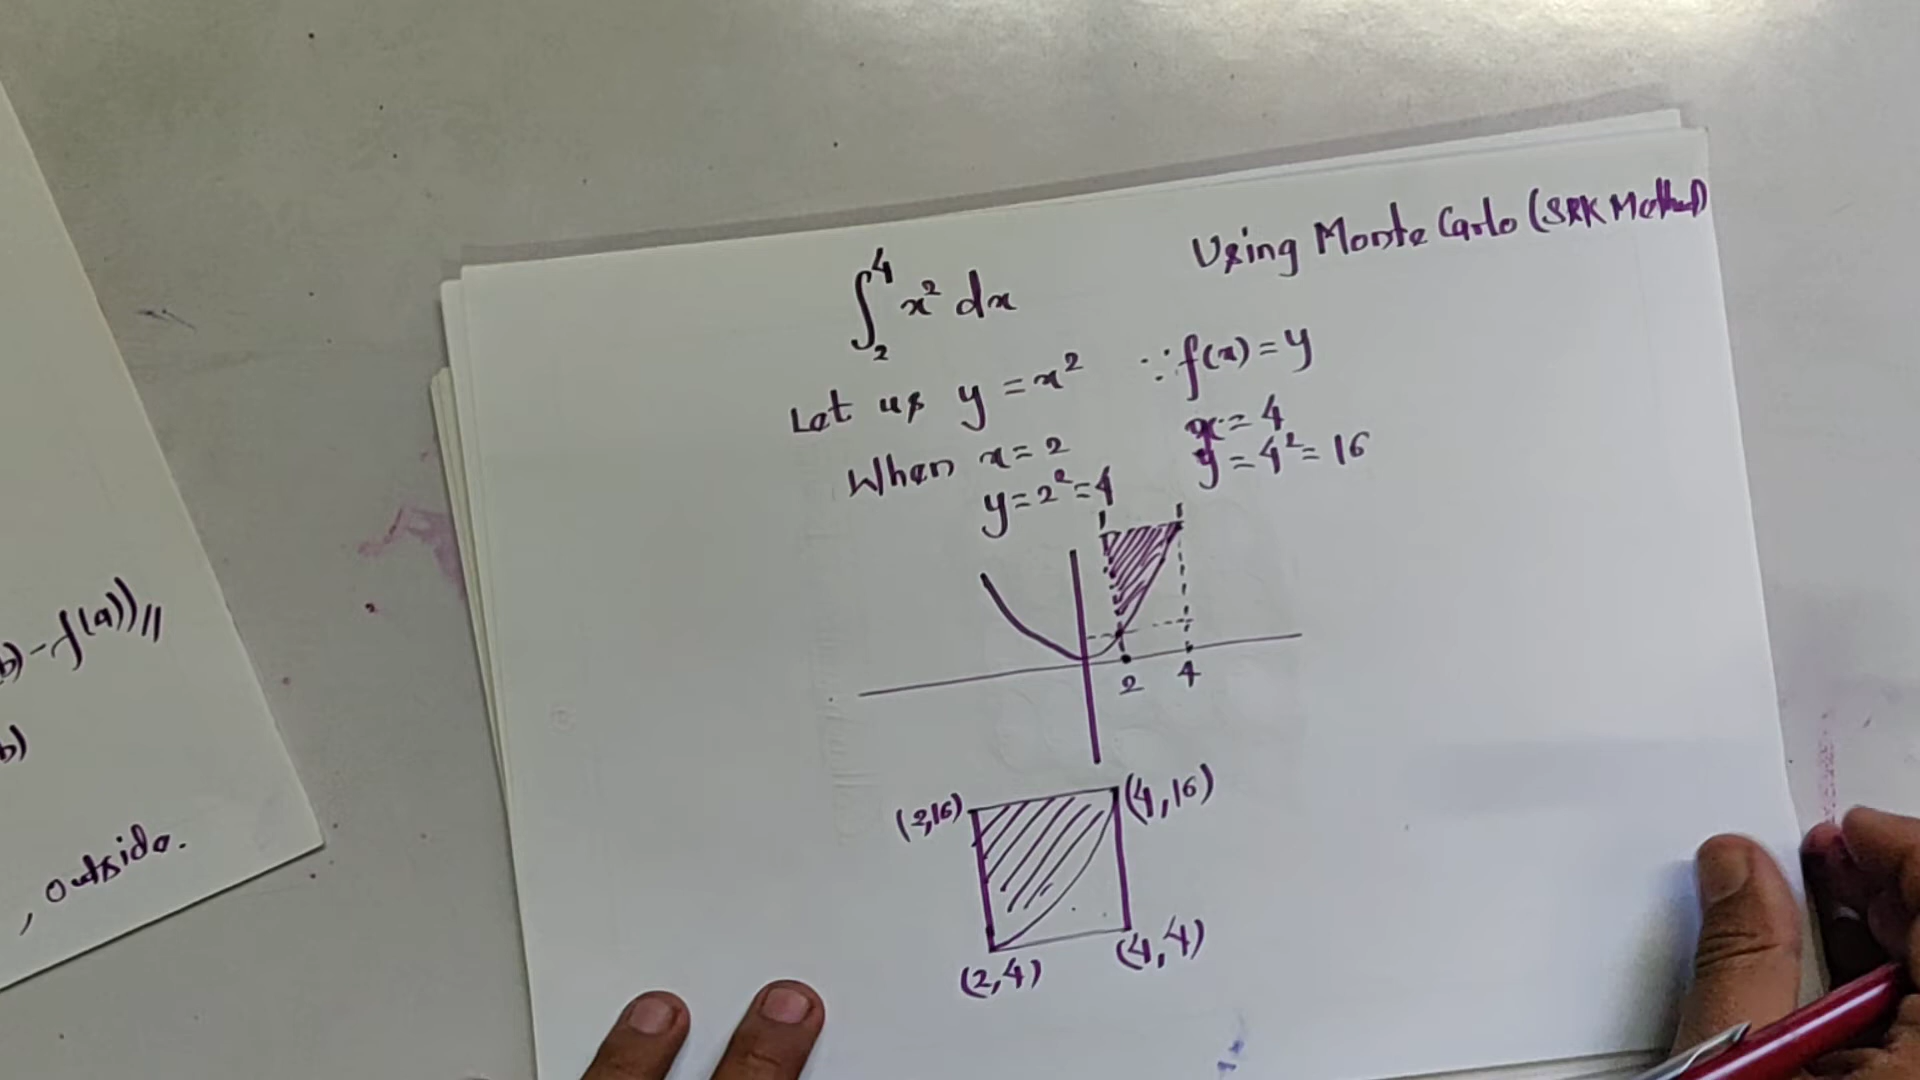 ∫₂⁴ x² dx
Using Monte Carlo (SRK Method)
Let us y = x² ∵ f(x) = y
When x = 2
y = 2² = 4
x = 4
y = 4² = 16
2 4
(2,16) (4,16)
(2,4) (4,4)
b) - f(a))//
b)
, outside.